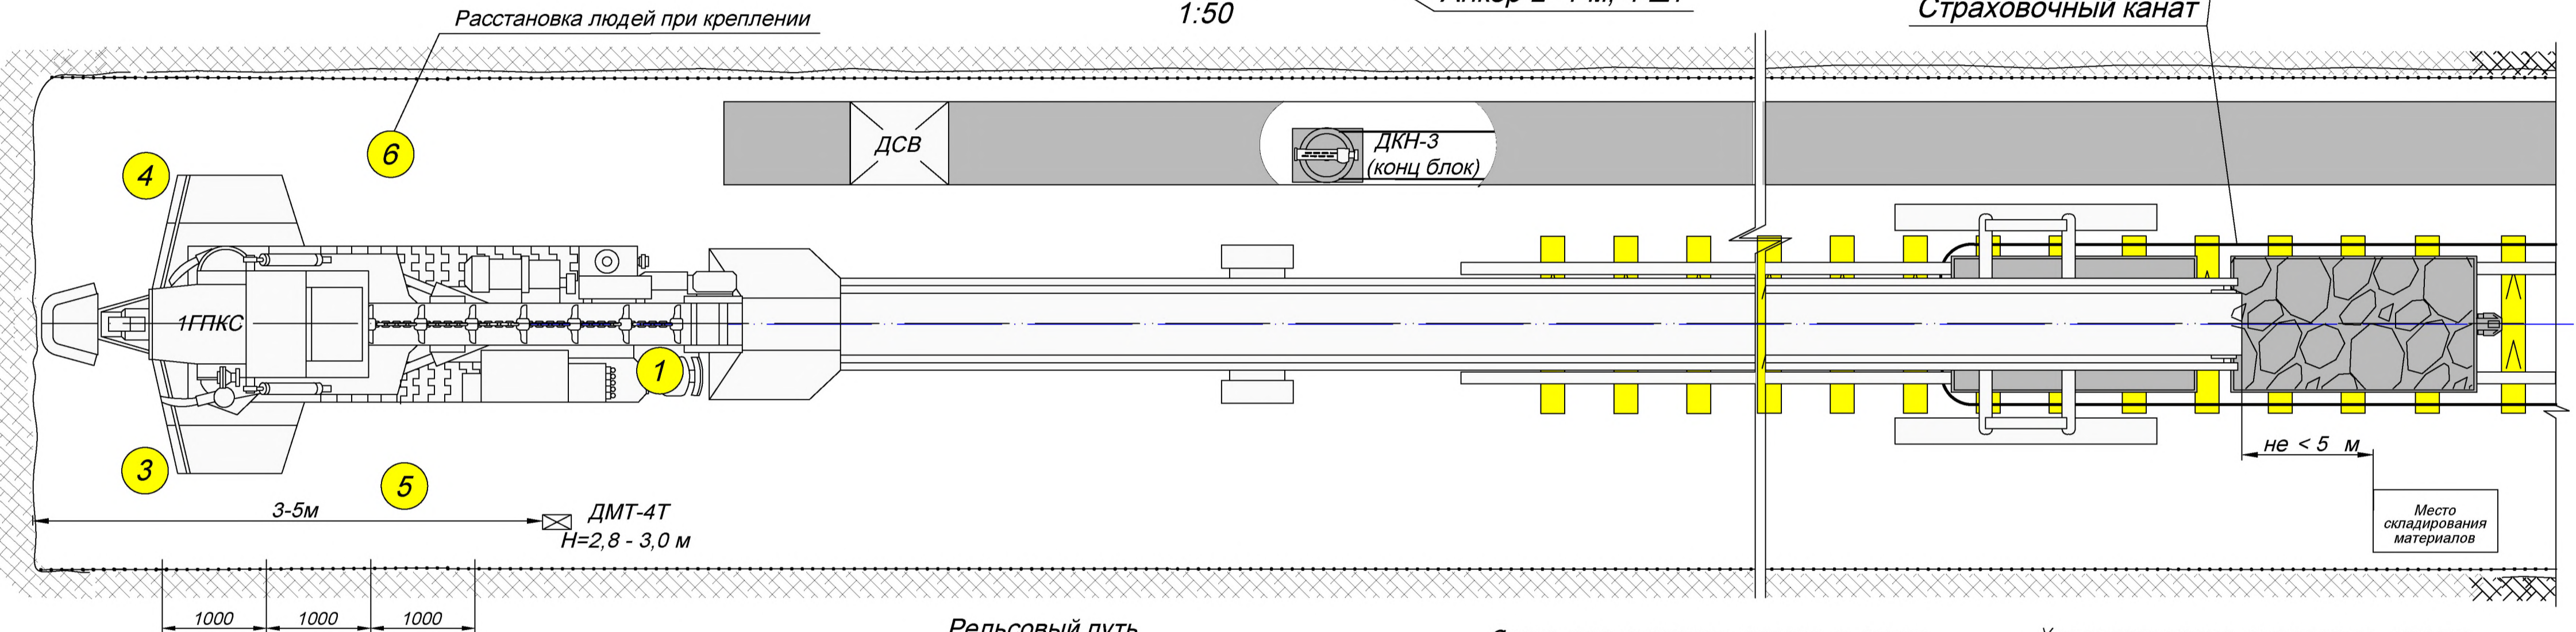 Расстановка людей при креплении
1:50
Страховочный канат
6
4
ДСВ
ДКН-3
(конц блок)
1ГПКС
1
не < 5 м
3
5
3-5м
ДМТ-4Т
Н=2,8 - 3,0 м
Место
складирования
материалов
1000
1000
1000
Рельсовый путь